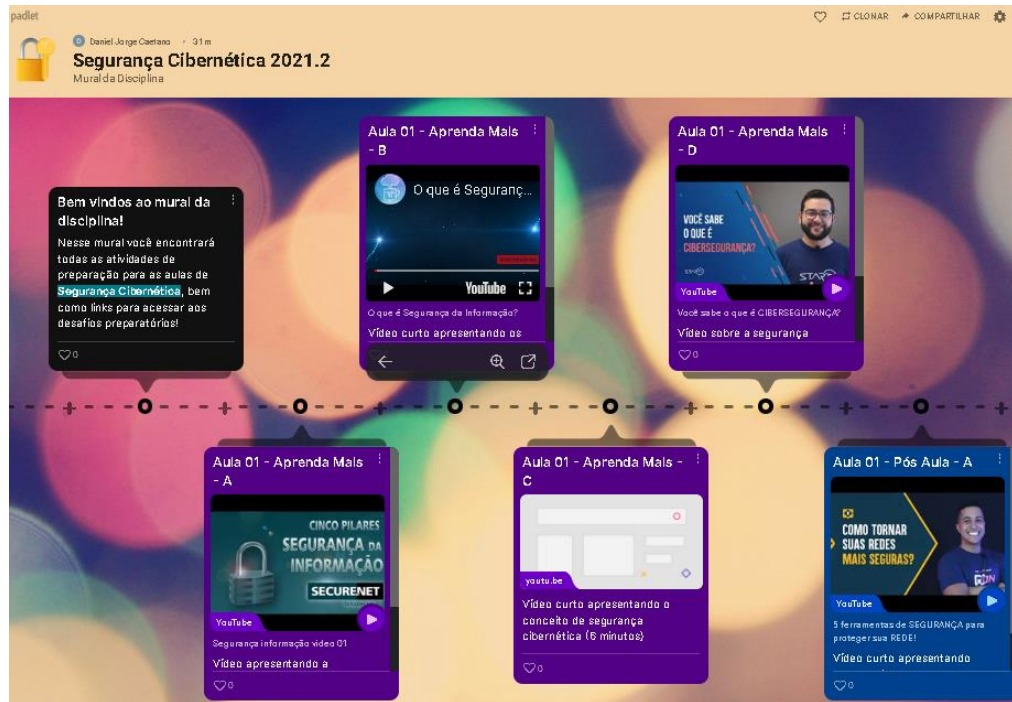 padlet
CLONAR
COMPARTILHAR
D
Daniel Jorge Caetano
31m
Segurança Cibernética 2021.2
Mural da Disciplina
Bem vindos ao mural da
disciplina!
Nesse mural você encontrará
todas as atividades de
preparação para as aulas de
Segurança Cibernética, bem
como links para acessar aos
desafios preparatórios!
0
Aula 01 - Aprenda Mais
- A
CINCO PILARES
SEGURANÇA DA
INFORMAÇÃO
SECURENET
YouTube
Segurança informação video 01
Vídeo apresentando a
0
Aula 01 - Aprenda Mais
- B
O que é Seguranç...
YouTube
O que é Segurança da Informação?
Vídeo curto apresentando os
Aula 01 - Aprenda Mais -
C
youtu.be
Vídeo curto apresentando o
conceito de segurança
cibernética (6 minutos)
0
Aula 01 - Aprenda Mais
- D
VOCÊ SABE
O QUE É
CIBERSEGURANÇA?
YouTube
Você sabe o que é CIBERSEGURANÇA?
Vídeo sobre a segurança
0
Aula 01 - Pós Aula - A
COMO TORNAR
SUAS REDES
MAIS SEGURAS?
YouTube
5 ferramentas de SEGURANÇA para
proteger sua REDE!
Vídeo curto apresentando
0